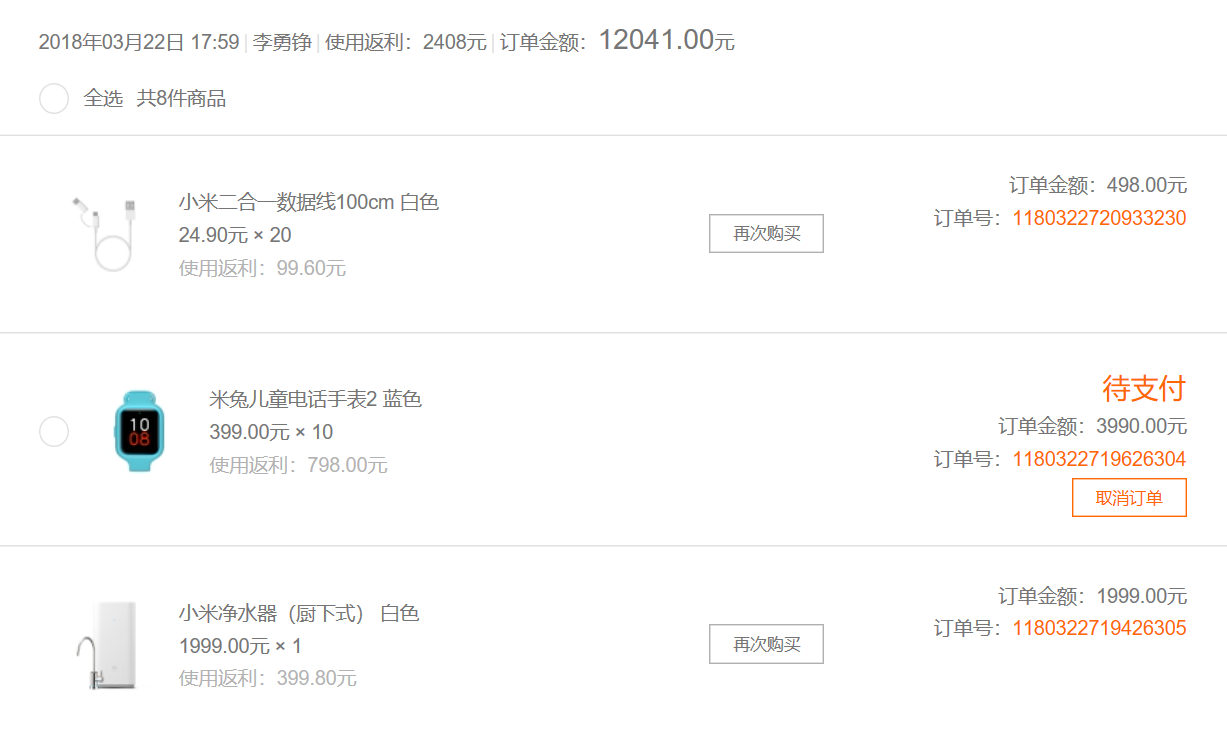 2018年03月22日 17:59 | 李勇铮 | 使用返利：2408元 | 订单金额：12041.00元
全选 共8件商品
小米二合一数据线100cm 白色
24.90元 × 20
使用返利：99.60元
再次购买
订单金额：498.00元
订单号：1180322720933230
10
08
米兔儿童电话手表2 蓝色
399.00元 × 10
使用返利：798.00元
待支付
订单金额：3990.00元
订单号：1180322719626304
取消订单
小米净水器（厨下式） 白色
1999.00元 × 1
使用返利：399.80元
再次购买
订单金额：1999.00元
订单号：1180322719426305